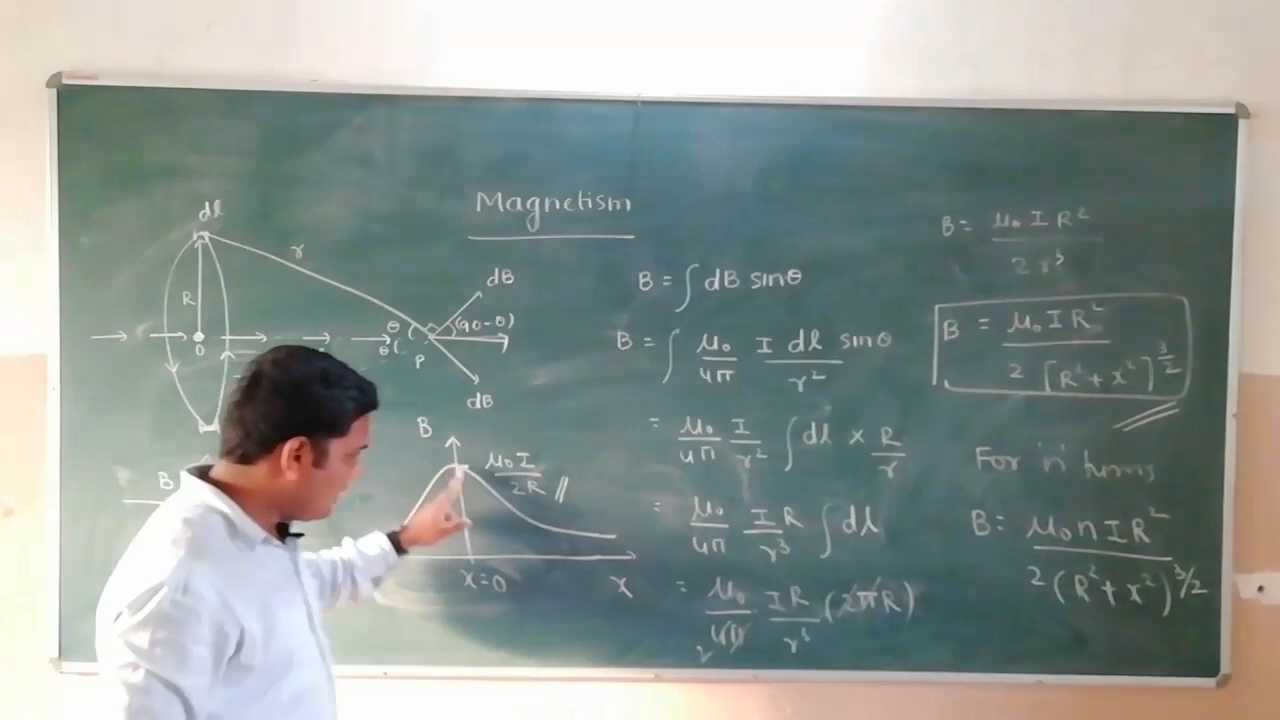 Magnetism
dl
r
R
O
θ
θ
P
dB
(90-θ)
dB
B
B
μ₀I/2R
x=0
x
B = ∫ dB sinθ
B = ∫ μ₀/4π I dl/r² sinθ
= μ₀/4π I/r² ∫ dl × R/r
= μ₀/4π IR/r³ ∫ dl
= μ₀/4π IR/r³ (2πR)
2
B = μ₀ I R²/2r³
B = μ₀ I R²/2 [R²+x²]^3/2
For 'n' turns
B = μ₀ n I R²/2 (R²+x²)^3/2